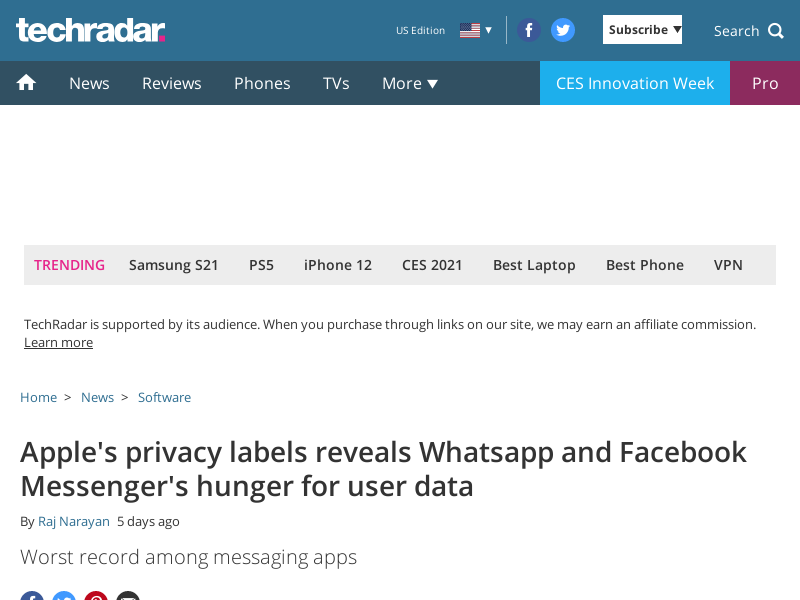 techradar.
US Edition
Subscribe
Search
News
Reviews
Phones
TVs
More
CES Innovation Week
Pro
TRENDING
Samsung S21
PS5
iPhone 12
CES 2021
Best Laptop
Best Phone
VPN
TechRadar is supported by its audience. When you purchase through links on our site, we may earn an affiliate commission.
Learn more
Home > News > Software
Apple's privacy labels reveals Whatsapp and Facebook
Messenger's hunger for user data
By Raj Narayan 5 days ago
Worst record among messaging apps